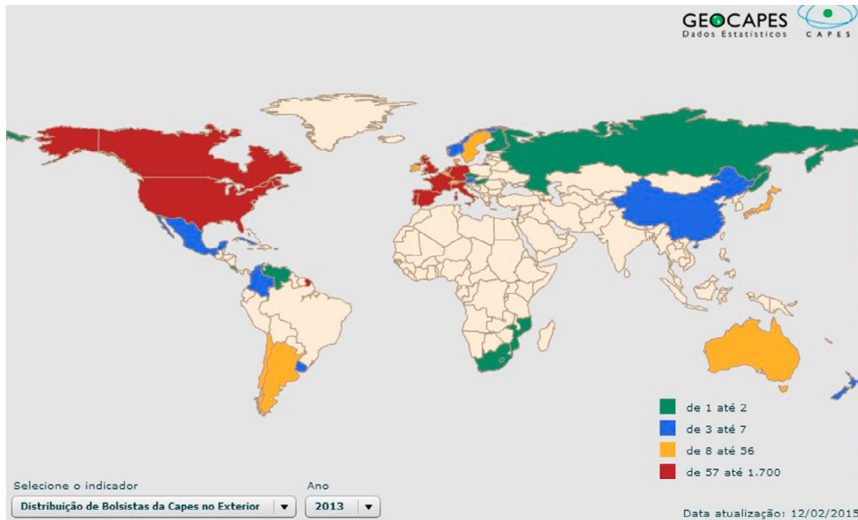 GEOCAPES
Dados Estatísticos
CAPES
de 1 até 2
de 3 até 7
de 8 até 56
de 57 até 1.700
Selecione o indicador
Ano
Distribuição de Bolsistas da Capes no Exterior
2013
Data atualização: 12/02/2015